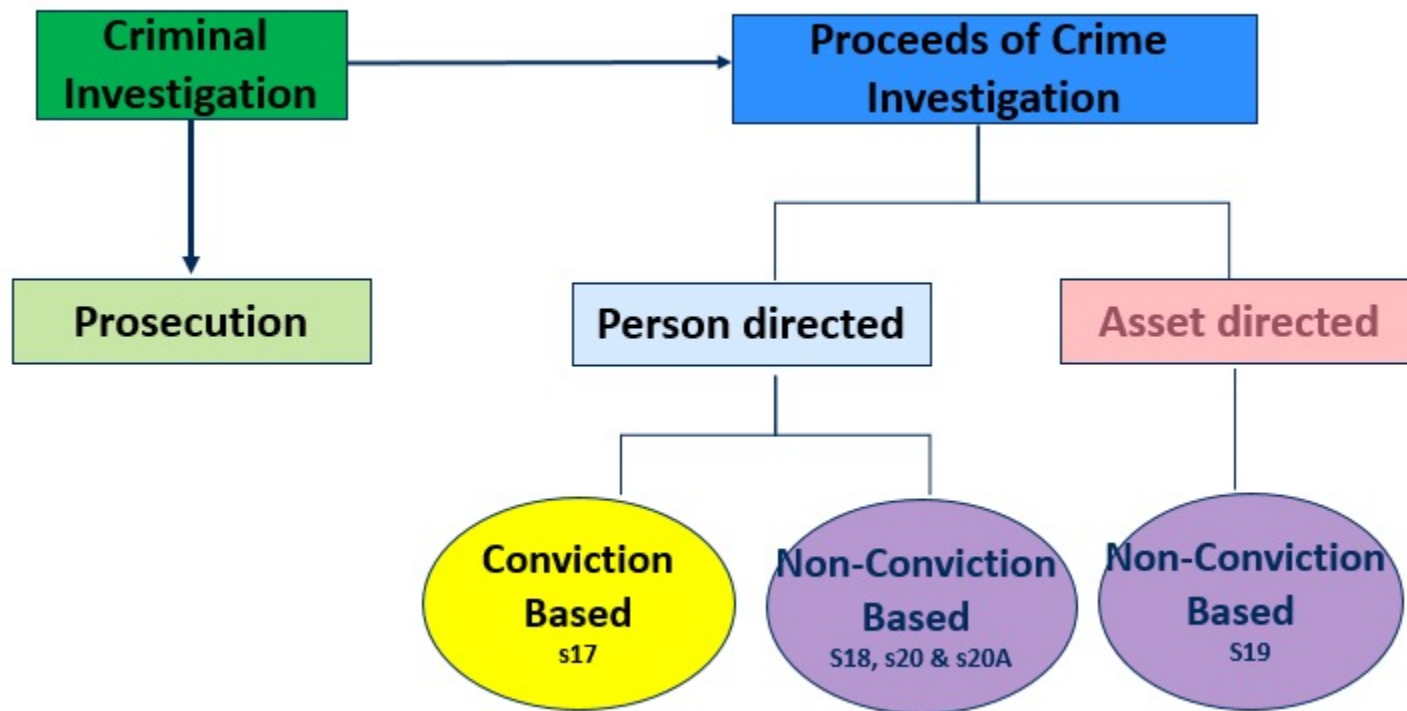 Criminal
Investigation
Proceeds of Crime
Investigation
Prosecution
Person directed
Asset directed
Conviction
Based
s17
Non-Conviction
Based
S18, s20 & s20A
Non-Conviction
Based
S19